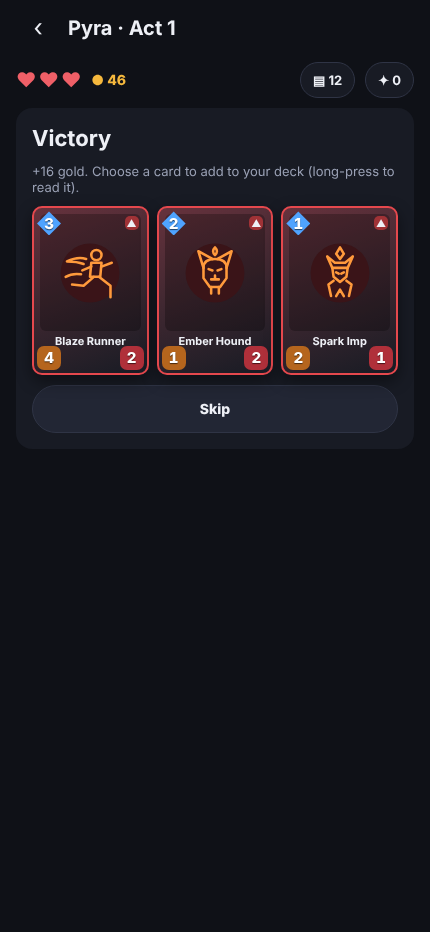 Pyra · Act 1
46
12
0
Victory
+16 gold. Choose a card to add to your deck (long-press to
read it).
3
2
1
Blaze Runner
Ember Hound
Spark Imp
4
2
1
2
2
1
Skip